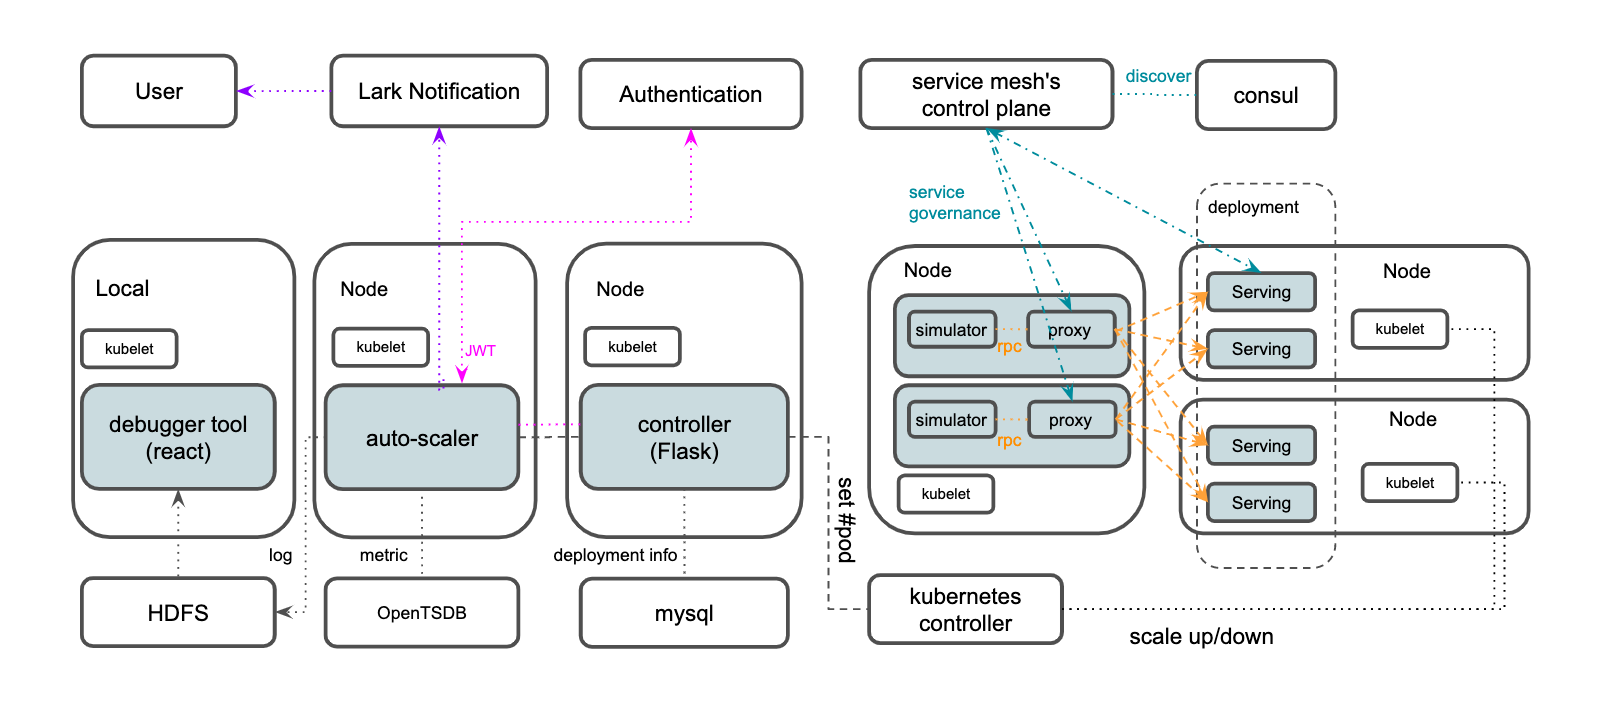 User
Lark Notification
Authentication
service mesh's
control plane
discover
consul
service
governance
deployment
Local
kubelet
debugger tool
(react)
Node
kubelet
JWT
auto-scaler
Node
kubelet
controller
(Flask)
Node
simulator
rpc
proxy
simulator
rpc
proxy
kubelet
Node
Serving
Serving
kubelet
Node
Serving
Serving
kubelet
log
metric
deployment info
set #pod
HDFS
OpenTSDB
mysql
kubernetes
controller
scale up/down